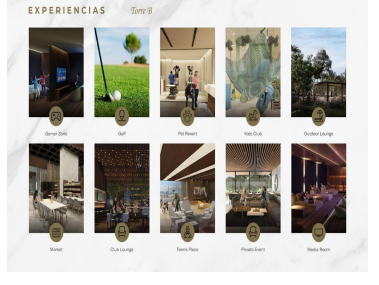 EXPERIENCIAS Torre B
Gamer Zone
Golf
Pet Resort
Kids Club
Outdoor Lounge
Market
Club Lounge
Teens Place
Private Event
Media Room